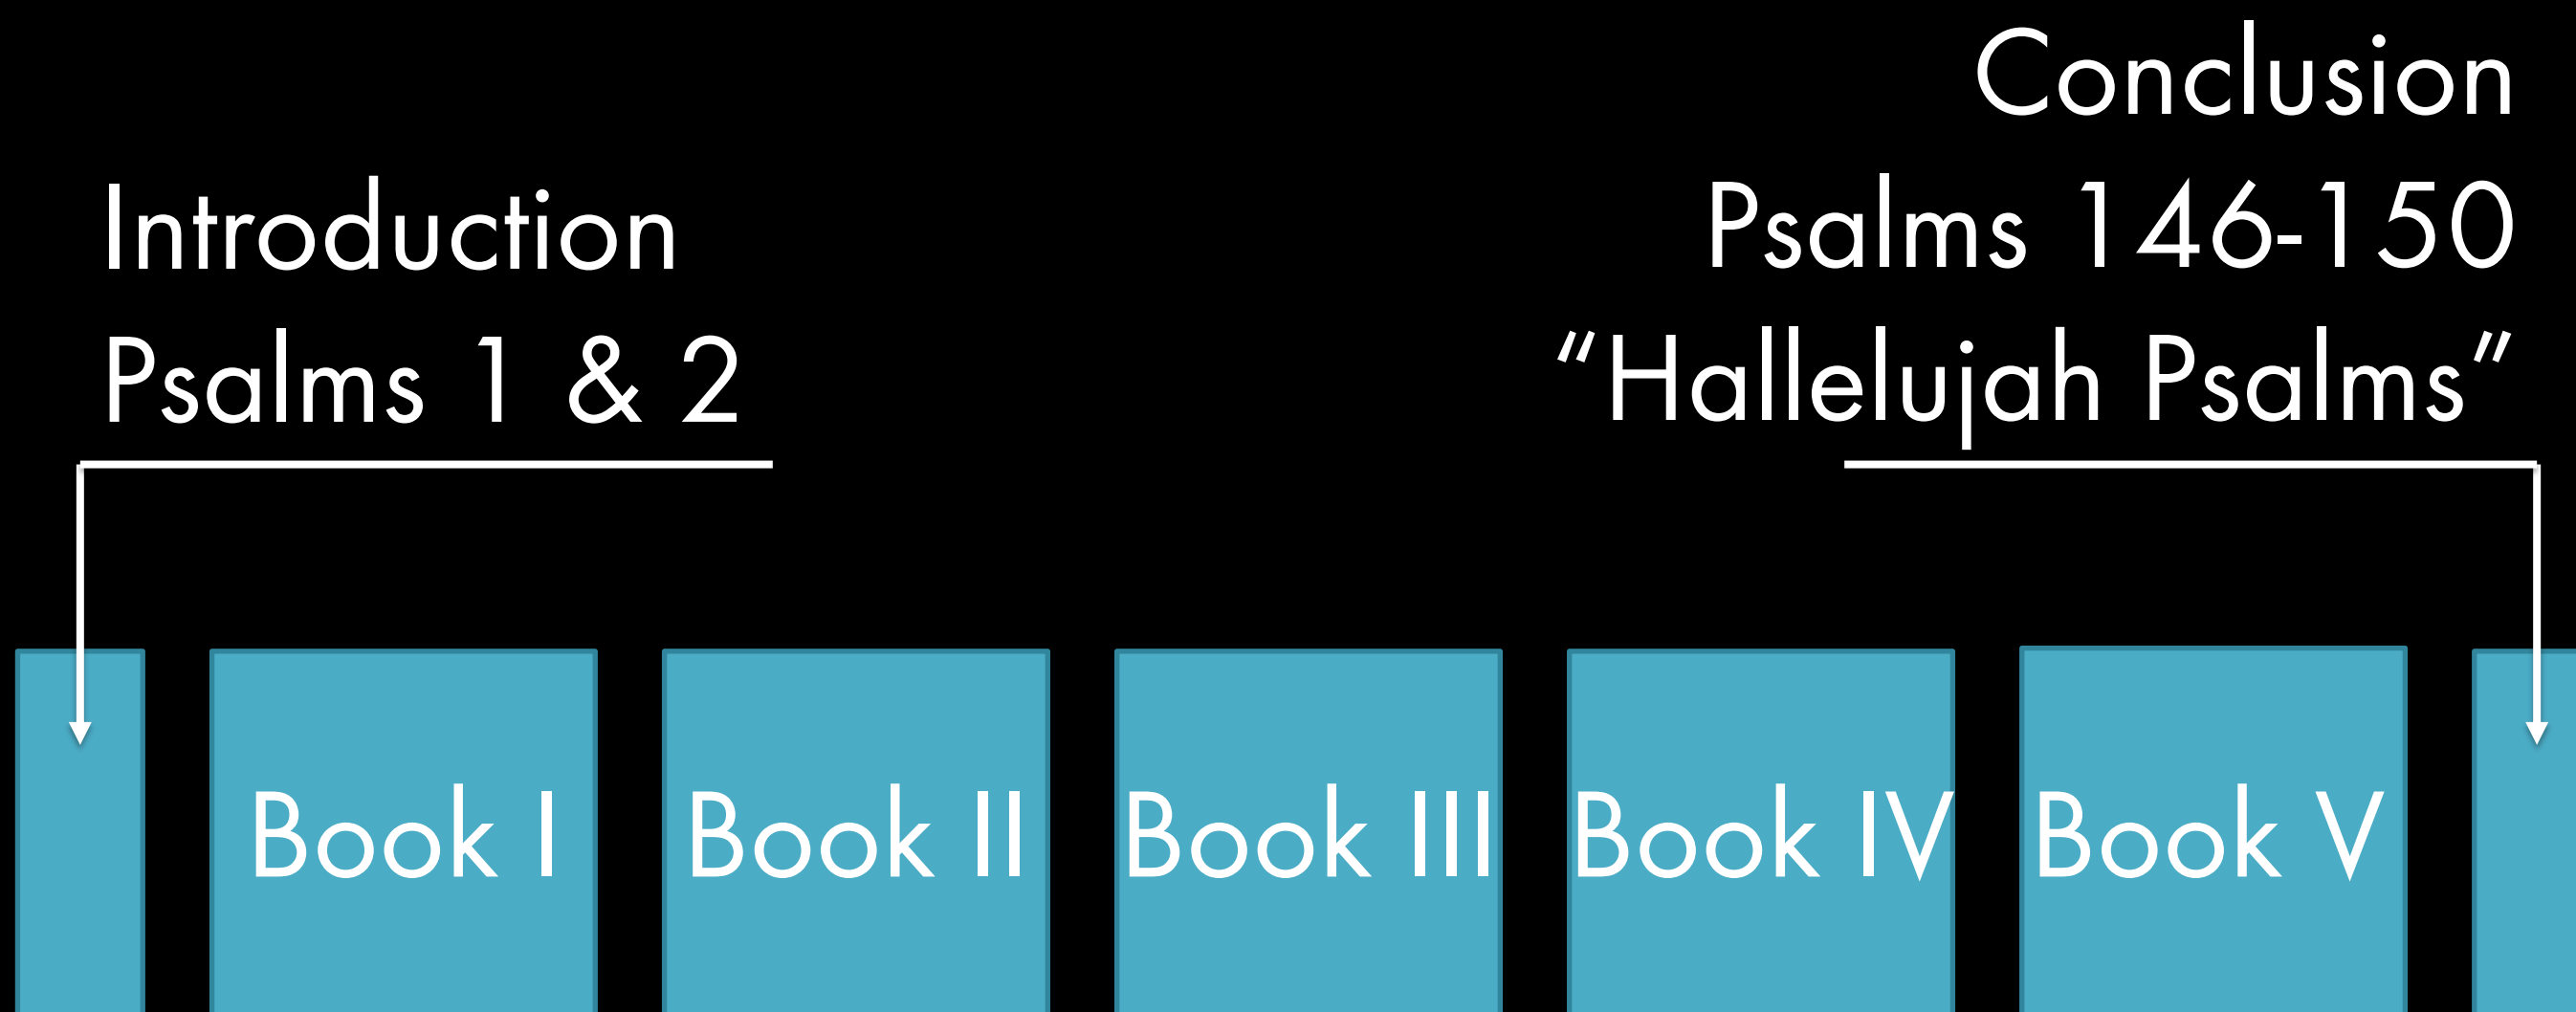 Introduction
Psalms 1 & 2
Conclusion
Psalms 146-150
“Hallelujah Psalms”
Book I
Book II
Book III
Book IV
Book V